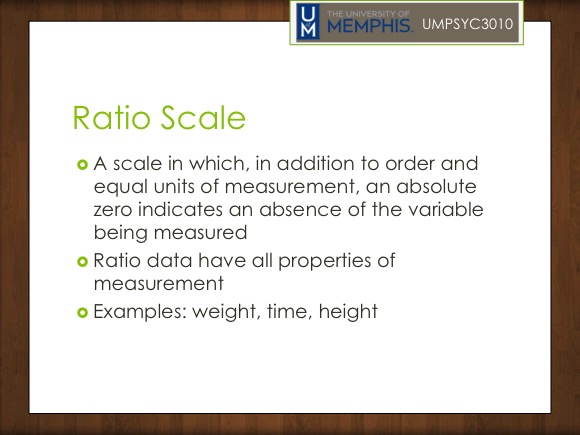 UM
THE UNIVERSITY OF
MEMPHIS.
UMPSYC3010
Ratio Scale
A scale in which, in addition to order and
equal units of measurement, an absolute
zero indicates an absence of the variable
being measured
Ratio data have all properties of
measurement
Examples: weight, time, height